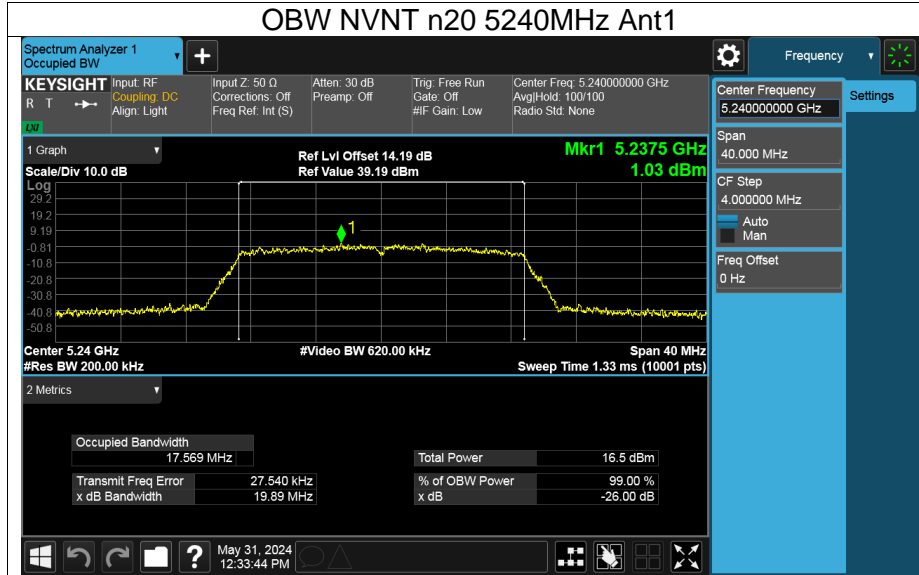 OBW NVNT n20 5240MHz Ant1
Spectrum Analyzer 1
Occupied BW
Frequency
KEYSIGHT
R T
LXI
Input: RF
Coupling: DC
Align: Light
Input Z: 50 Ω
Corrections: Off
Freq Ref: Int (S)
Atten: 30 dB
Preamp: Off
Trig: Free Run
Gate: Off
#IF Gain: Low
Center Freq: 5.240000000 GHz
Avg|Hold: 100/100
Radio Std: None
Center Frequency
5.240000000 GHz
Settings
Span
40.000 MHz
CF Step
4.000000 MHz
Auto
Man
Freq Offset
0 Hz
1 Graph
Ref Lvl Offset 14.19 dB
Mkr1 5.2375 GHz
Scale/Div 10.0 dB
Ref Value 39.19 dBm
1.03 dBm
Log
29.2
19.2
9.19
-0.81
-10.8
-20.8
-30.8
-40.8
-50.8
1
Center 5.24 GHz
#Video BW 620.00 kHz
Span 40 MHz
#Res BW 200.00 kHz
Sweep Time 1.33 ms (10001 pts)
2 Metrics
Occupied Bandwidth
17.569 MHz
Total Power 16.5 dBm
Transmit Freq Error 27.540 kHz
% of OBW Power 99.00 %
x dB Bandwidth 19.89 MHz
x dB -26.00 dB
?
May 31, 2024
12:33:44 PM